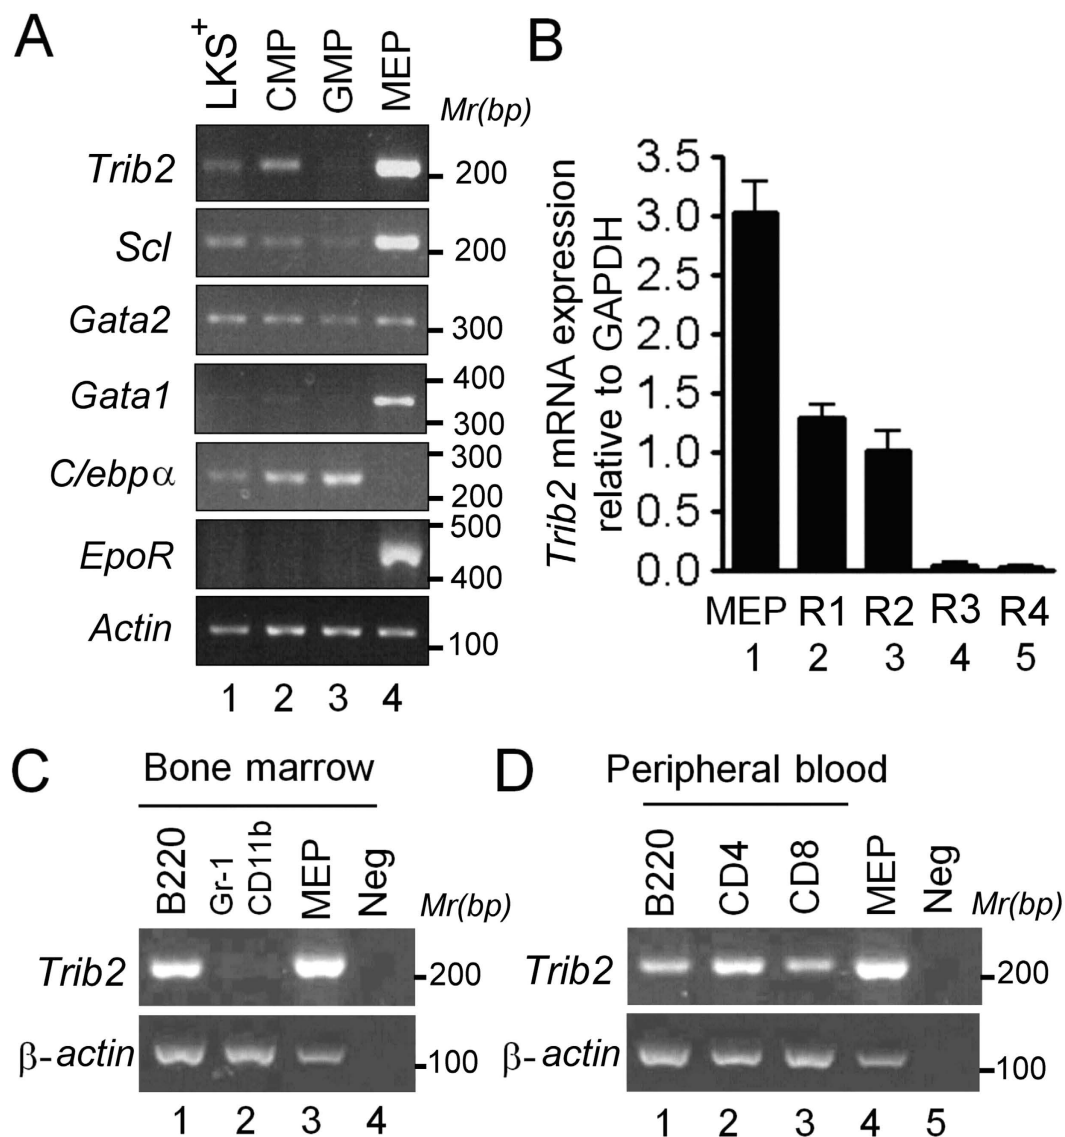 A
LKS+ CMP GMP MEP
Mr(bp)
Trib2
200
Scl
200
Gata2
300
Gata1
400
300
C/ebpα
300
200
EpoR
500
400
Actin
100
1 2 3 4
B
Trib2 mRNA expression
relative to GAPDH
3.5
3.0
2.5
2.0
1.5
1.0
0.5
0.0
MEP R1 R2 R3 R4
1 2 3 4 5
C
Bone marrow
B220 Gr-1 CD11b MEP Neg
Mr(bp)
Trib2
200
β-actin
100
1 2 3 4
D
Peripheral blood
B220 CD4 CD8 MEP Neg
Mr(bp)
Trib2
200
β-actin
100
1 2 3 4 5